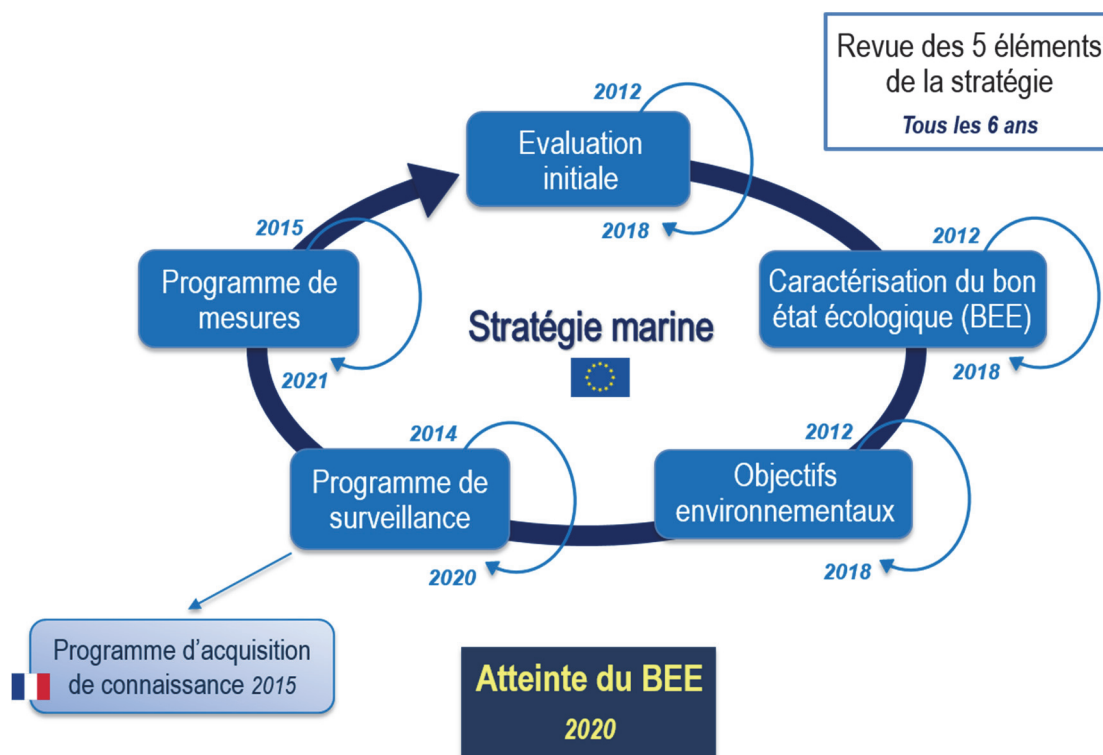 Revue des 5 éléments
de la stratégie
Tous les 6 ans
2012
Evaluation
initiale
2018
2012
Caractérisation du bon
état écologique (BEE)
2018
2012
Objectifs
environnementaux
2018
2014
Programme de
surveillance
2020
2015
Programme de
mesures
2021
Stratégie marine
Programme d'acquisition
de connaissance 2015
Atteinte du BEE
2020